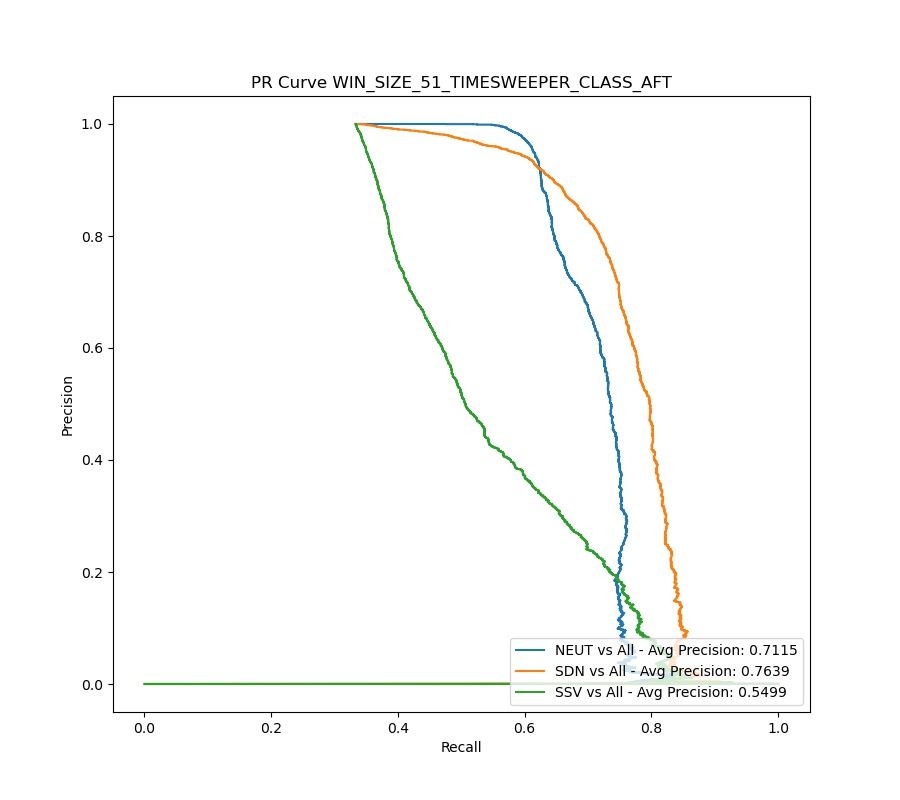 PR Curve WIN_SIZE_51_TIMESWEEPER_CLASS_AFT
Precision
1.0
0.8
0.6
0.4
0.2
0.0
NEUT vs All - Avg Precision: 0.7115
SDN vs All - Avg Precision: 0.7639
SSV vs All - Avg Precision: 0.5499
0.0 0.2 0.4 0.6 0.8 1.0
Recall